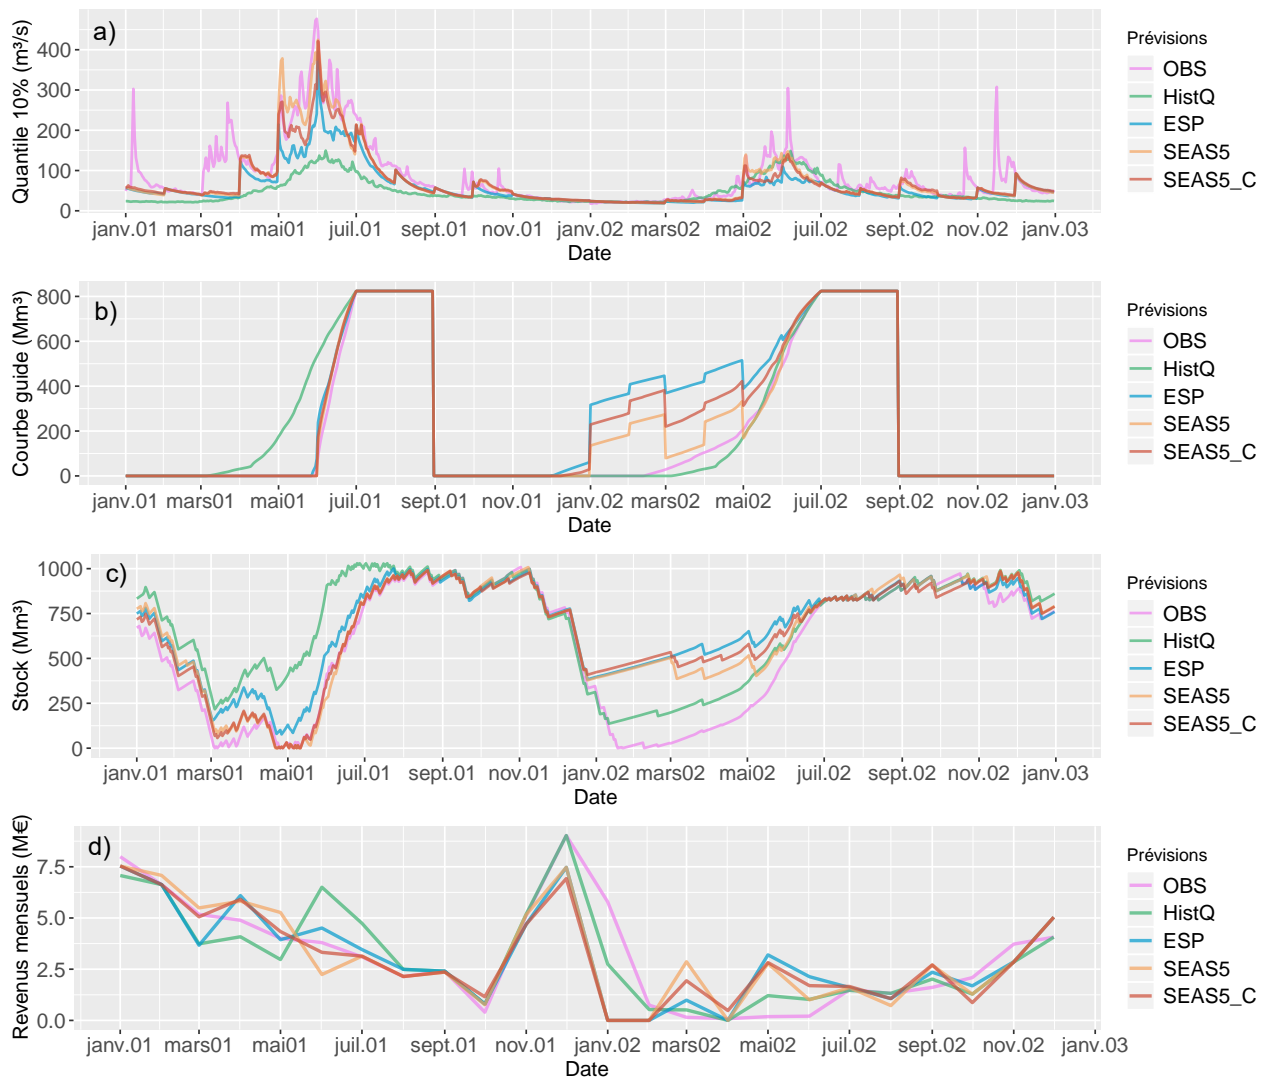 a)
Quantile 10% (m³/s)
400
300
200
100
0
janv.01 mars01 mai01 juil.01 sept.01 nov.01 janv.02 mars02 mai02 juil.02 sept.02 nov.02 janv.03
Date
Prévisions
OBS
HistQ
ESP
SEAS5
SEAS5_C
b)
Courbe guide (Mm³)
800
600
400
200
0
janv.01 mars01 mai01 juil.01 sept.01 nov.01 janv.02 mars02 mai02 juil.02 sept.02 nov.02 janv.03
Date
Prévisions
OBS
HistQ
ESP
SEAS5
SEAS5_C
c)
Stock (Mm³)
1000
750
500
250
0
janv.01 mars01 mai01 juil.01 sept.01 nov.01 janv.02 mars02 mai02 juil.02 sept.02 nov.02 janv.03
Date
Prévisions
OBS
HistQ
ESP
SEAS5
SEAS5_C
d)
Revenus mensuels (M€)
7.5
5.0
2.5
0.0
janv.01 mars01 mai01 juil.01 sept.01 nov.01 janv.02 mars02 mai02 juil.02 sept.02 nov.02 janv.03
Date
Prévisions
OBS
HistQ
ESP
SEAS5
SEAS5_C